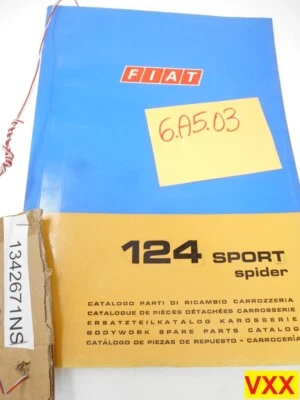 FIAT
6.A5.03
124 SPORT
spider
CATALOGO PARTI DI RICAMBIO CARROZZERIA
CATALOGUE DE PIÈCES DÉTACHÉES CARROSSERIE
ERSATZTEILKATALOG KAROSSERIE
BODYWORK SPARE PARTS CATALOG
CATÁLOGO DE PIEZAS DE REPUESTO - CARROCERÍA
1342671NS
VXX